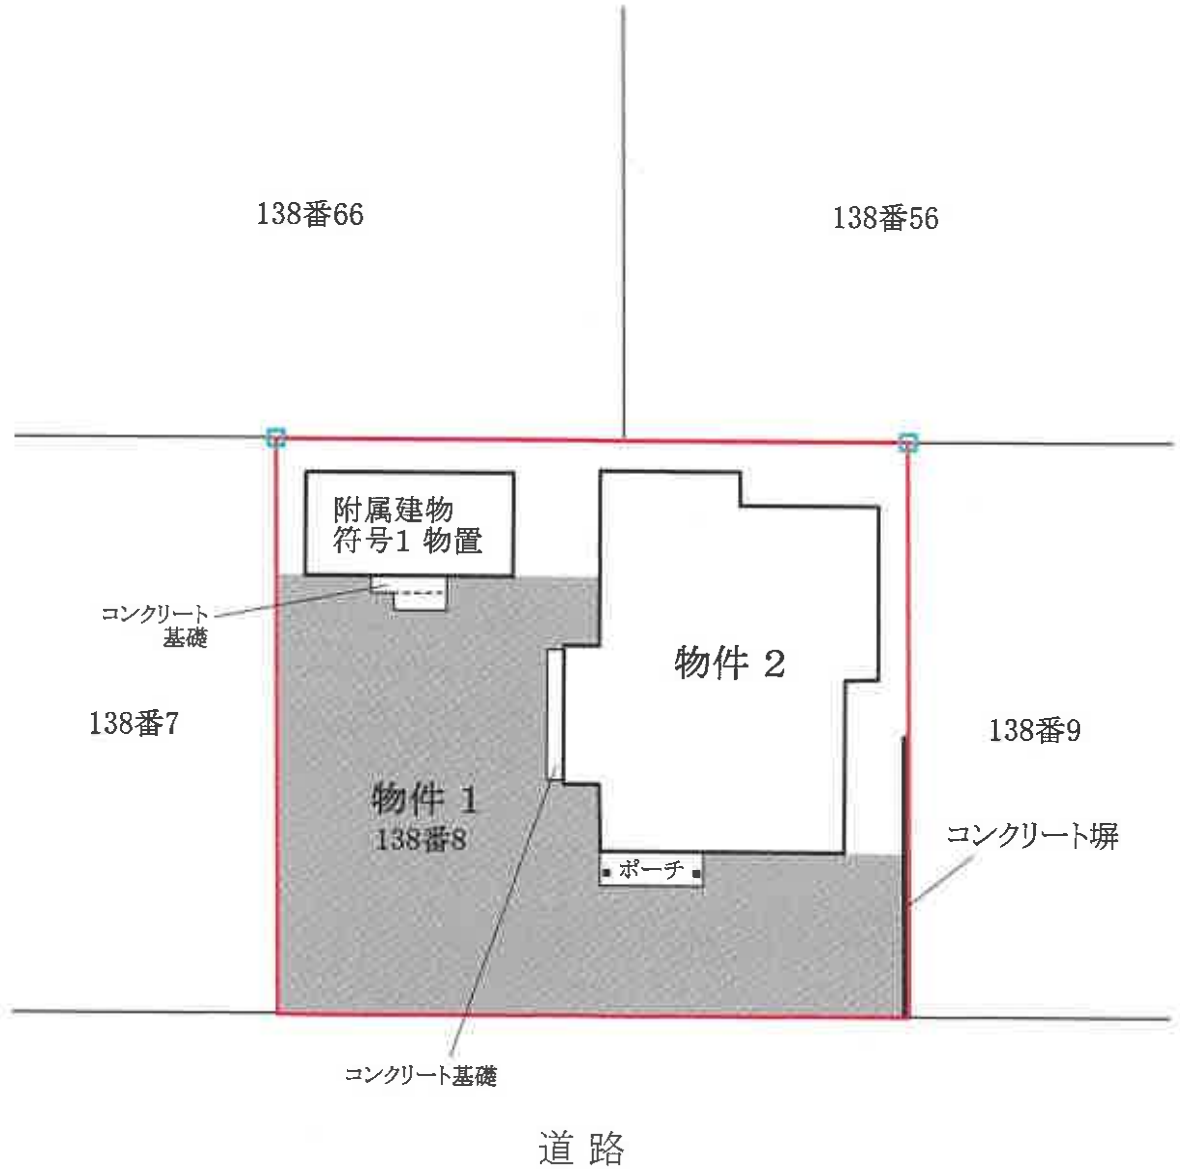 138番66
138番56
附属建物
符号1 物置
コンクリート
基礎
物件 2
138番7
138番9
物件 1
138番8
コンクリート塀
ポーチ
コンクリート基礎
道路